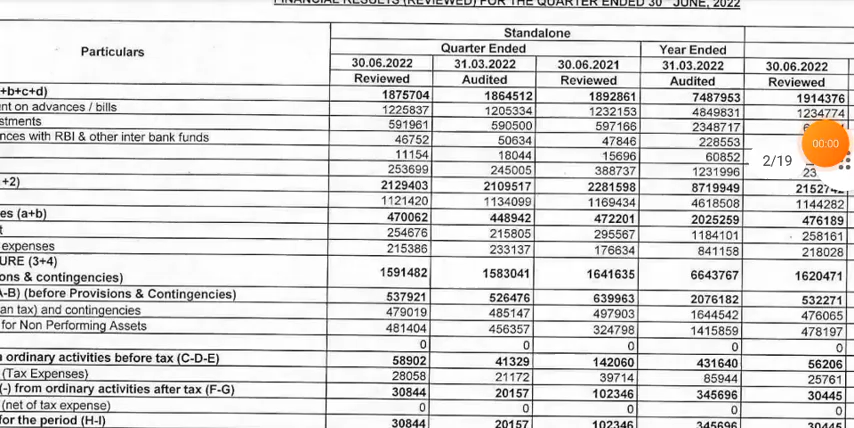 FINANCIAL RESULTS (REVIEWED) FOR THE QUARTER ENDED 30 JUNE, 2022
Standalone
Particulars Quarter Ended Year Ended
30.06.2022 31.03.2022 30.06.2021 31.03.2022 30.06.2022
Reviewed Audited Reviewed Audited Reviewed
+b+c+d) 1875704 1864512 1892861 7487953 1914376
nt on advances / bills 1225837 1205334 1232153 4849831 1234774
stments 591961 590500 597166 2348717
nces with RBI & other inter bank funds 46752 50634 47846 228553
11154 18044 15696 60852
253699 245005 388737 1231996
+2) 2129403 2109517 2281598 8719949
1121420 1134099 1169434 4618508 1144282
es (a+b) 470062 448942 472201 2025259 476189
t 254676 215805 295567 1184101 258161
expenses 215386 233137 176634 841158 218028
URE (3+4)
ons & contingencies) 1591482 1583041 1641635 6643767 1620471
A-B) (before Provisions & Contingencies) 537921 526476 639963 2076182 532271
an tax) and contingencies 479019 485147 497903 1644542 476065
for Non Performing Assets 481404 456357 324798 1415859 478197
0 0 0 0 0
ordinary activities before tax (C-D-E) 58902 41329 142060 431640 56206
(Tax Expenses) 28058 21172 39714 85944 25761
(-) from ordinary activities after tax (F-G) 30844 20157 102346 345696 30445
(net of tax expense) 0 0 0 0 0
for the period (H-I) 30844 20157 102346 345696 30445
00:00
2/19